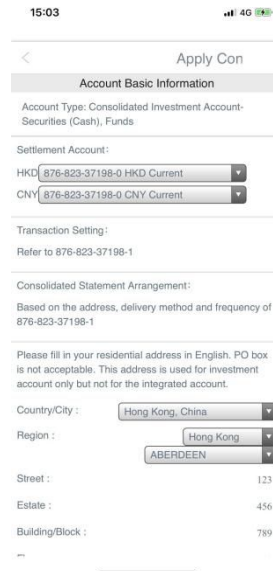 15:03
4G
Apply Con
Account Basic Information
Account Type: Consolidated Investment Account-
Securities (Cash), Funds
Settlement Account:
HKD 876-823-37198-0 HKD Current
CNY 876-823-37198-0 CNY Current
Transaction Setting:
Refer to 876-823-37198-1
Consolidated Statement Arrangement:
Based on the address, delivery method and frequency of
876-823-37198-1
Please fill in your residential address in English. PO box
is not acceptable. This address is used for investment
account only but not for the integrated account.
Country/City : Hong Kong, China
Region : Hong Kong
ABERDEEN
Street : 123
Estate : 456
Building/Block : 789